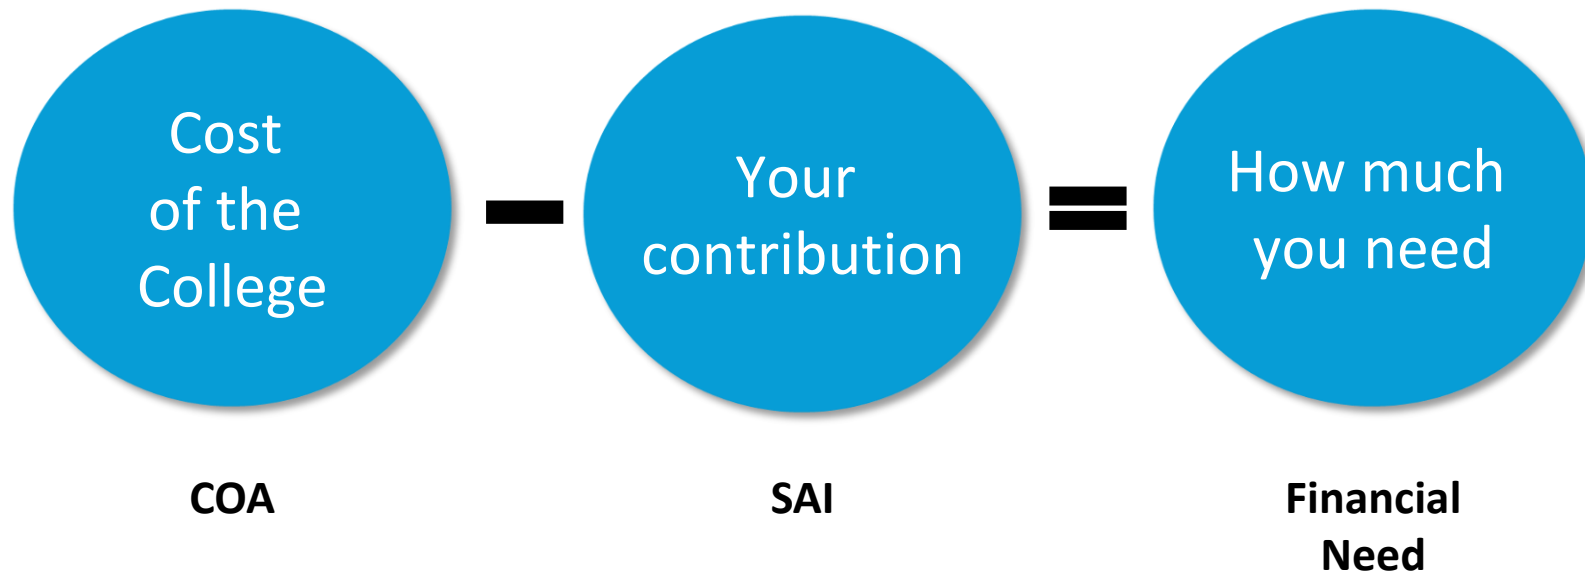 Cost
of the
College
Your
contribution
How much
you need
COA
SAI
Financial
Need